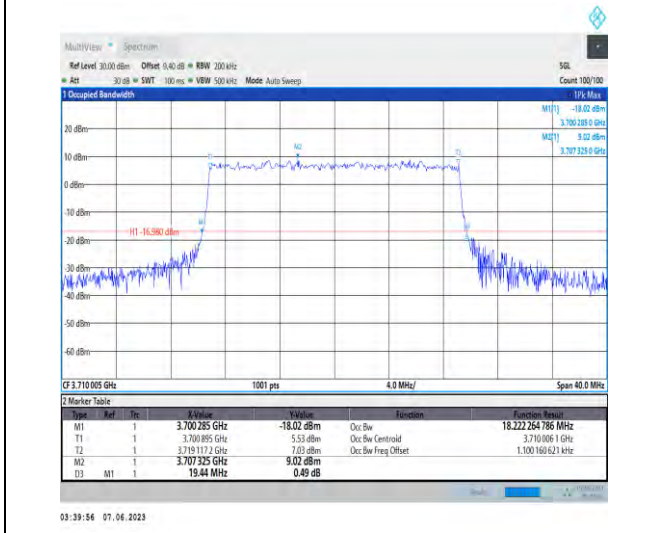 MultiView Spectrum
Ref Level 30.00 dBm Offset 0.40 dB RBW 200 kHz SGL
Att 30 dB SWT 100 ms VBW 500 kHz Mode Auto Sweep Count 100/100
1 Occupied Bandwidth 1Pk Max
M1[1] -18.02 dBm
3.700 285 0 GHz
M2[1] 9.02 dBm
3.707 325 0 GHz
20 dBm
10 dBm
0 dBm
-10 dBm
-20 dBm
-30 dBm
-40 dBm
-50 dBm
-60 dBm
T1
M2
T2
M1
H1 -16.980 dBm
CF 3.710 005 GHz 1001 pts 4.0 MHz/ Span 40.0 MHz
2 Marker Table
Type Ref Trc X-Value Y-Value Function Function Result
M1 1 3.700 285 GHz -18.02 dBm Occ Bw 18.222 264 786 MHz
T1 1 3.700 895 GHz 5.53 dBm Occ Bw Centroid 3.710 006 1 GHz
T2 1 3.719 117 2 GHz 7.03 dBm Occ Bw Freq Offset 1.100 160 621 kHz
M2 1 3.707 325 GHz 9.02 dBm
D3 M1 1 19.44 MHz 0.49 dB
03:39:56 07.06.2023